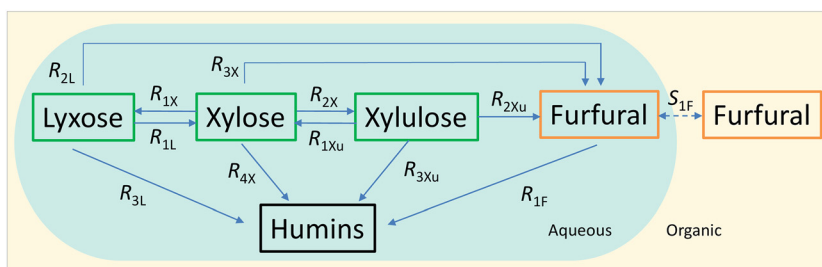 R2L
R3X
R1X
R2X
R2Xu
S1F
Lyxose
Xylose
Xylulose
Furfural
Furfural
R1L
R1Xu
R3L
R4X
R3Xu
R1F
Humins
Aqueous
Organic